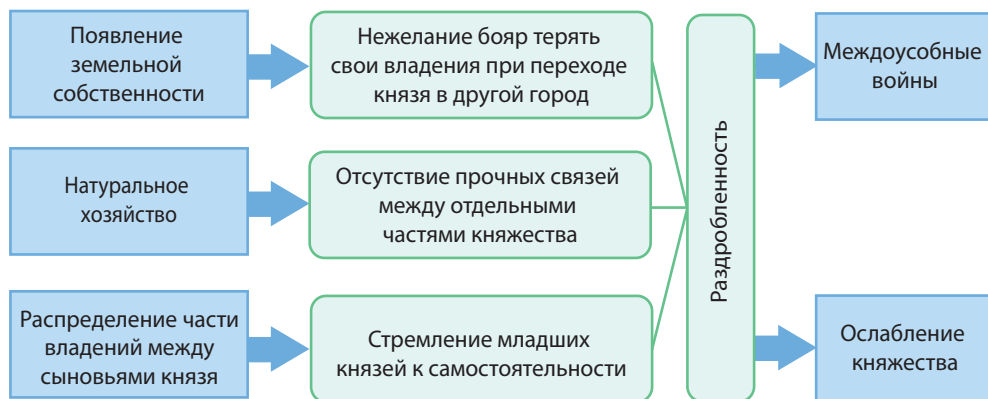 Появление
земельной
собственности
Нежелание бояр терять
свои владения при переходе
князя в другой город
Натуральное
хозяйство
Отсутствие прочных связей
между отдельными
частями княжества
Распределение части
владений между
сыновьями князя
Стремление младших
князей к самостоятельности
Раздробленность
Междоусобные
войны
Ослабление
княжества